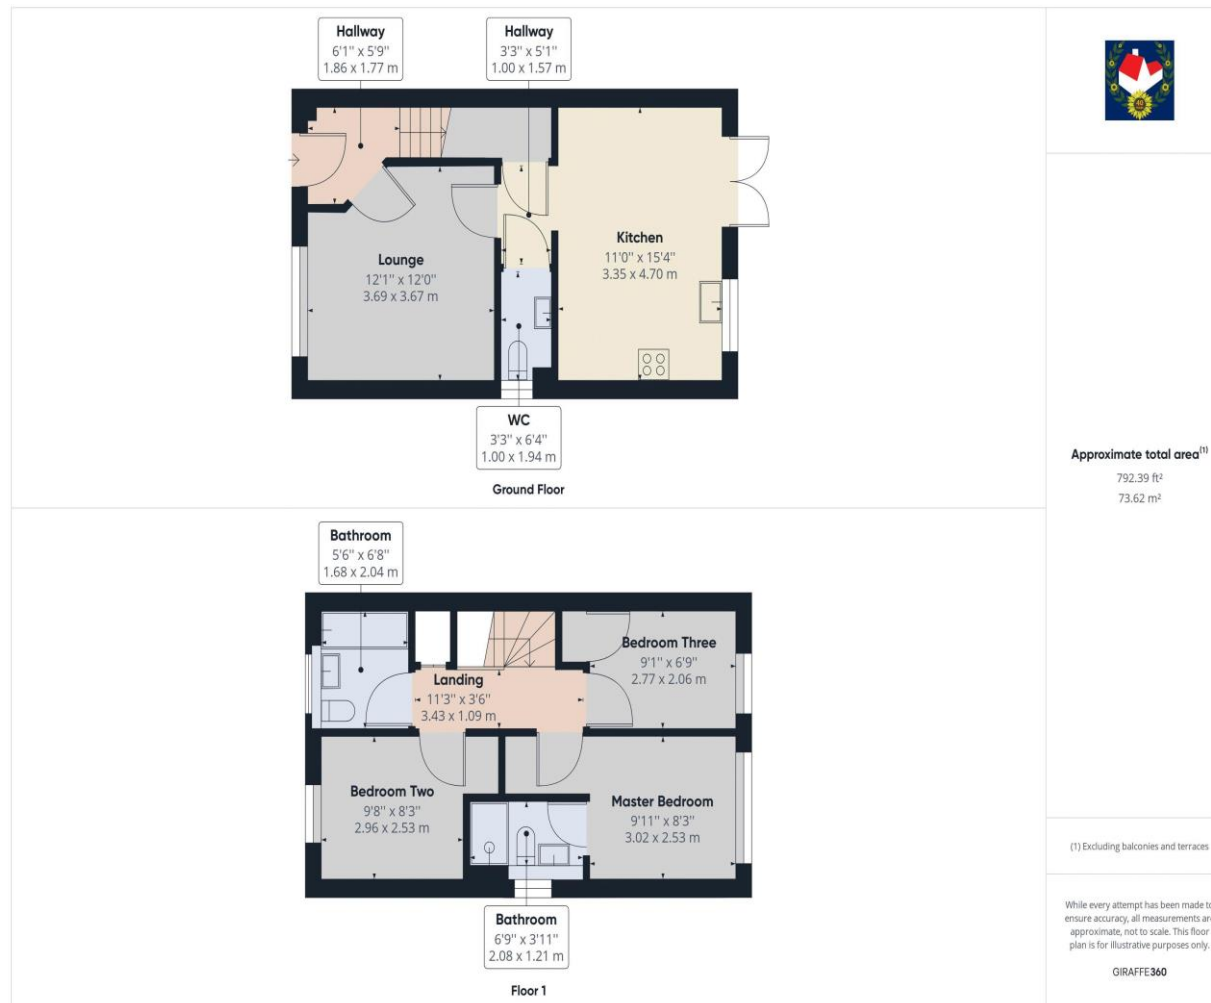 Hallway
6'1" x 5'9"
1.86 x 1.77 m
Hallway
3'3" x 5'1"
1.00 x 1.57 m
Kitchen
11'0" x 15'4"
3.35 x 4.70 m
Lounge
12'1" x 12'0"
3.69 x 3.67 m
WC
3'3" x 6'4"
1.00 x 1.94 m
Ground Floor
Bathroom
5'6" x 6'8"
1.68 x 2.04 m
Bedroom Three
9'1" x 6'9"
2.77 x 2.06 m
Landing
11'3" x 3'6"
3.43 x 1.09 m
Bedroom Two
9'8" x 8'3"
2.96 x 2.53 m
Master Bedroom
9'11" x 8'3"
3.02 x 2.53 m
Bathroom
6'9" x 3'11"
2.08 x 1.21 m
Floor 1
40
Approximate total area(1)
792.39 ft²
73.62 m²
(1) Excluding balconies and terraces
While every attempt has been made to
ensure accuracy, all measurements are
approximate, not to scale. This floor
plan is for illustrative purposes only.
GIRAFFE360